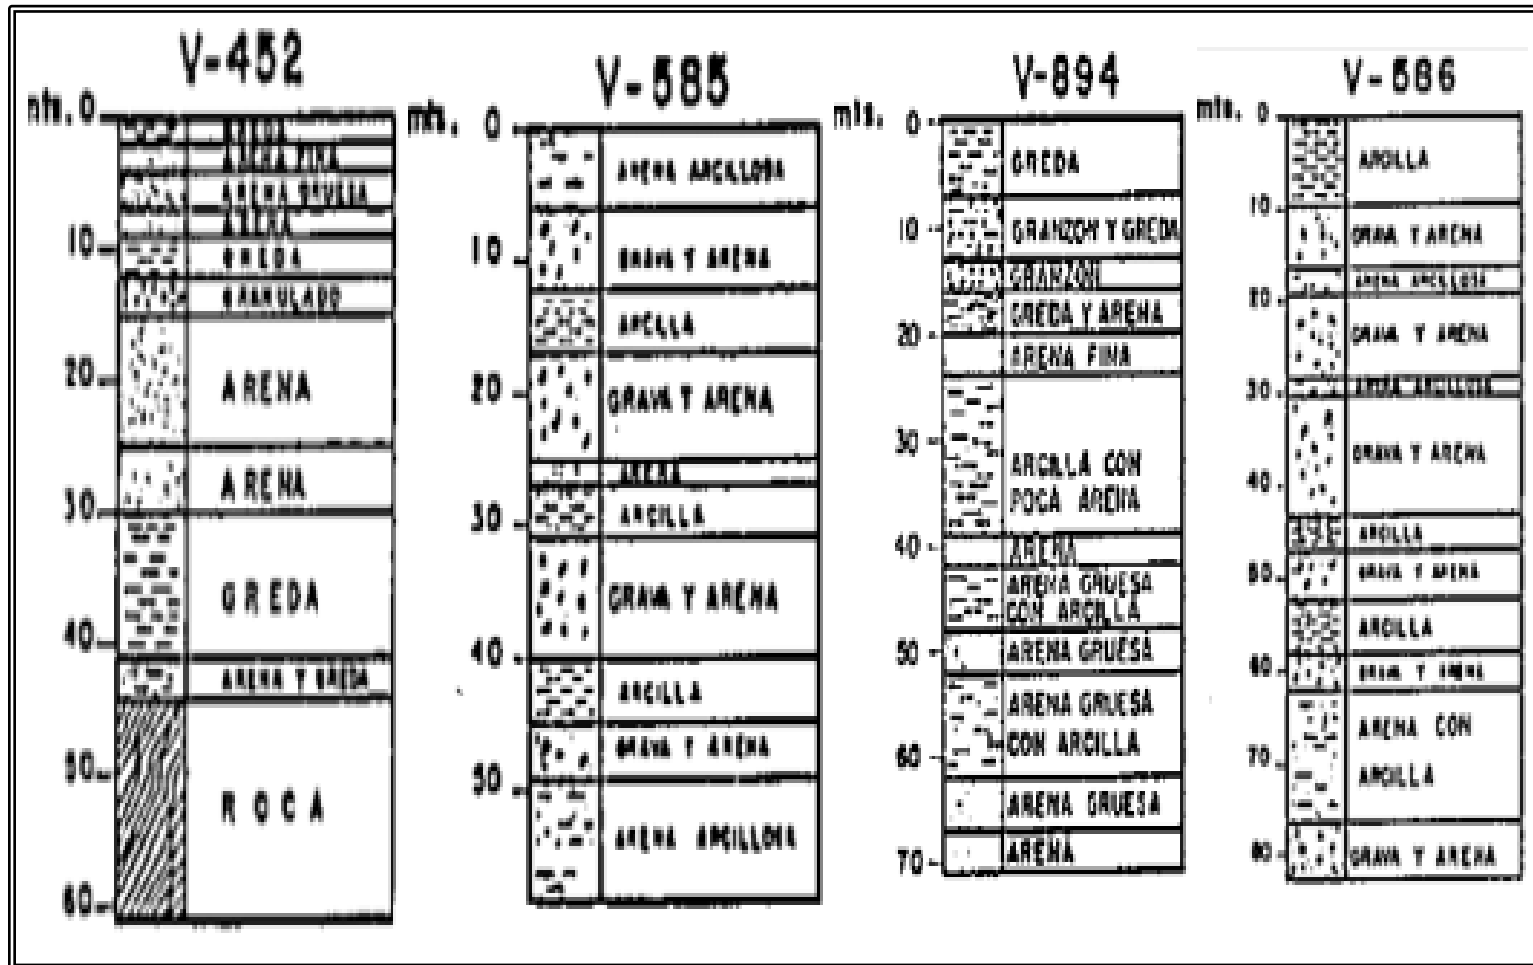 V-452
mts. 0
GREDA
ARENA FINA
ARENA GRUESA
ARENA
10
GREDA
GRANULADO
20
ARENA
ARENA
30
GREDA
40
ARENA Y GREDA
50
ROCA
60
V-585
mts. 0
ARENA ARCILLOSA
10
GRAVA Y ARENA
ARCILLA
20
GRAVA Y ARENA
ARENA
30
ARCILLA
GRAVA Y ARENA
40
ARCILLA
GRAVA Y ARENA
50
ARENA ARCILLOSA
V-894
mts. 0
GREDA
10
GRANZON Y GREDA
GRANZON
GREDA Y ARENA
20
ARENA FINA
30
ARCILLA CON
POCA ARENA
40
ARENA
ARENA GRUESA
CON ARCILLA
50
ARENA GRUESA
ARENA GRUESA
CON ARCILLA
60
ARENA GRUESA
70
ARENA
V-586
mts. 0
ARCILLA
10
GRAVA Y ARENA
ARENA ARCILLOSA
20
GRAVA Y ARENA
30
ARENA ARCILLOSA
GRAVA Y ARENA
40
ARCILLA
50
GRAVA Y ARENA
ARCILLA
60
GRAVA Y ARENA
ARENA CON
70
ARCILLA
80
GRAVA Y ARENA